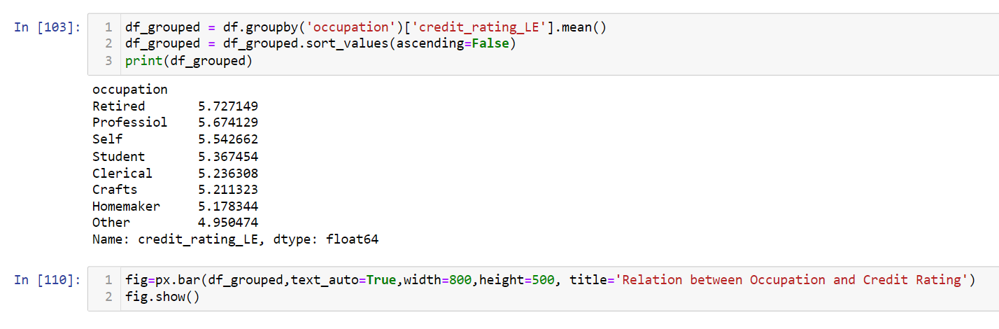 In [103]:
1 df_grouped = df.groupby('occupation')['credit_rating_LE'].mean()
2 df_grouped = df_grouped.sort_values(ascending=False)
3 print(df_grouped)
occupation
Retired 5.727149
Professiol 5.674129
Self 5.542662
Student 5.367454
Clerical 5.236308
Crafts 5.211323
Homemaker 5.178344
Other 4.950474
Name: credit_rating_LE, dtype: float64
In [110]:
1 fig=px.bar(df_grouped,text_auto=True,width=800,height=500, title='Relation between Occupation and Credit Rating')
2 fig.show()